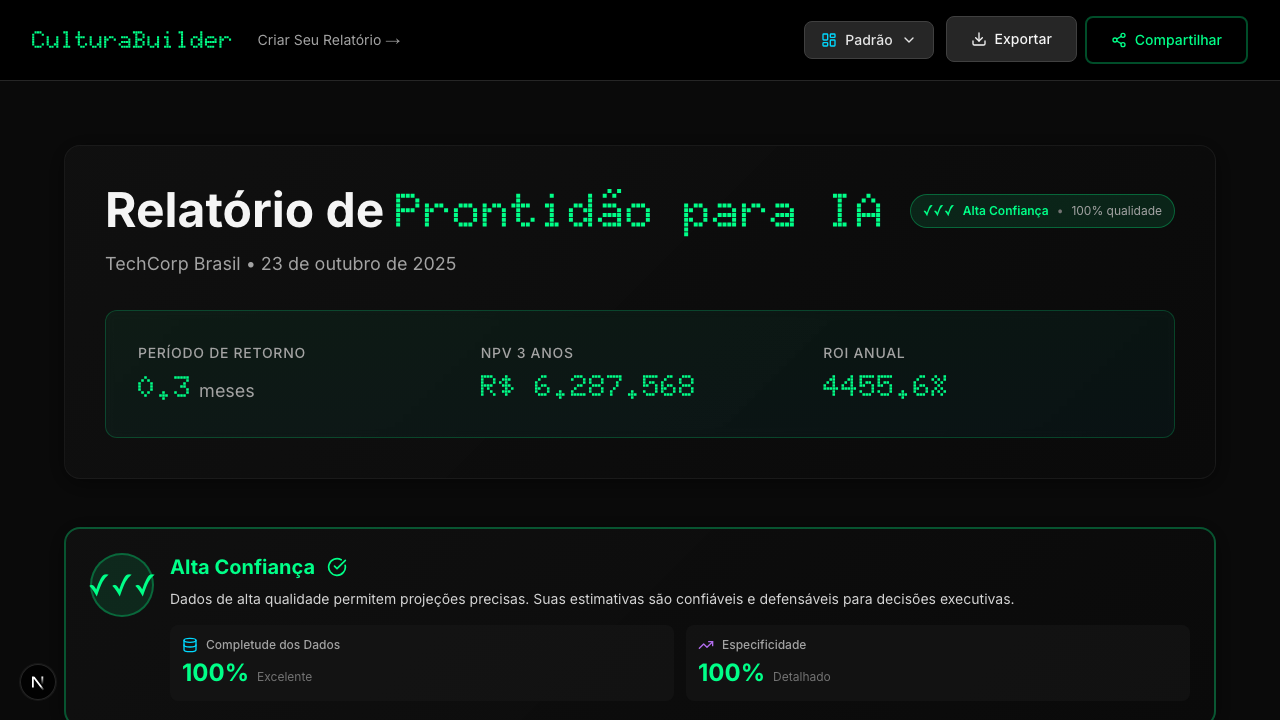 CulturaBuilder
Criar Seu Relatório →
Padrão
Exportar
Compartilhar
Relatório de Prontidão para IA
✓✓✓ Alta Confiança • 100% qualidade
TechCorp Brasil • 23 de outubro de 2025
PERÍODO DE RETORNO
0.3 meses
NPV 3 ANOS
R$ 6.287.568
ROI ANUAL
4455.6%
✓✓✓
Alta Confiança
Dados de alta qualidade permitem projeções precisas. Suas estimativas são confiáveis e defensáveis para decisões executivas.
Completude dos Dados
100% Excelente
Especificidade
100% Detalhado
N